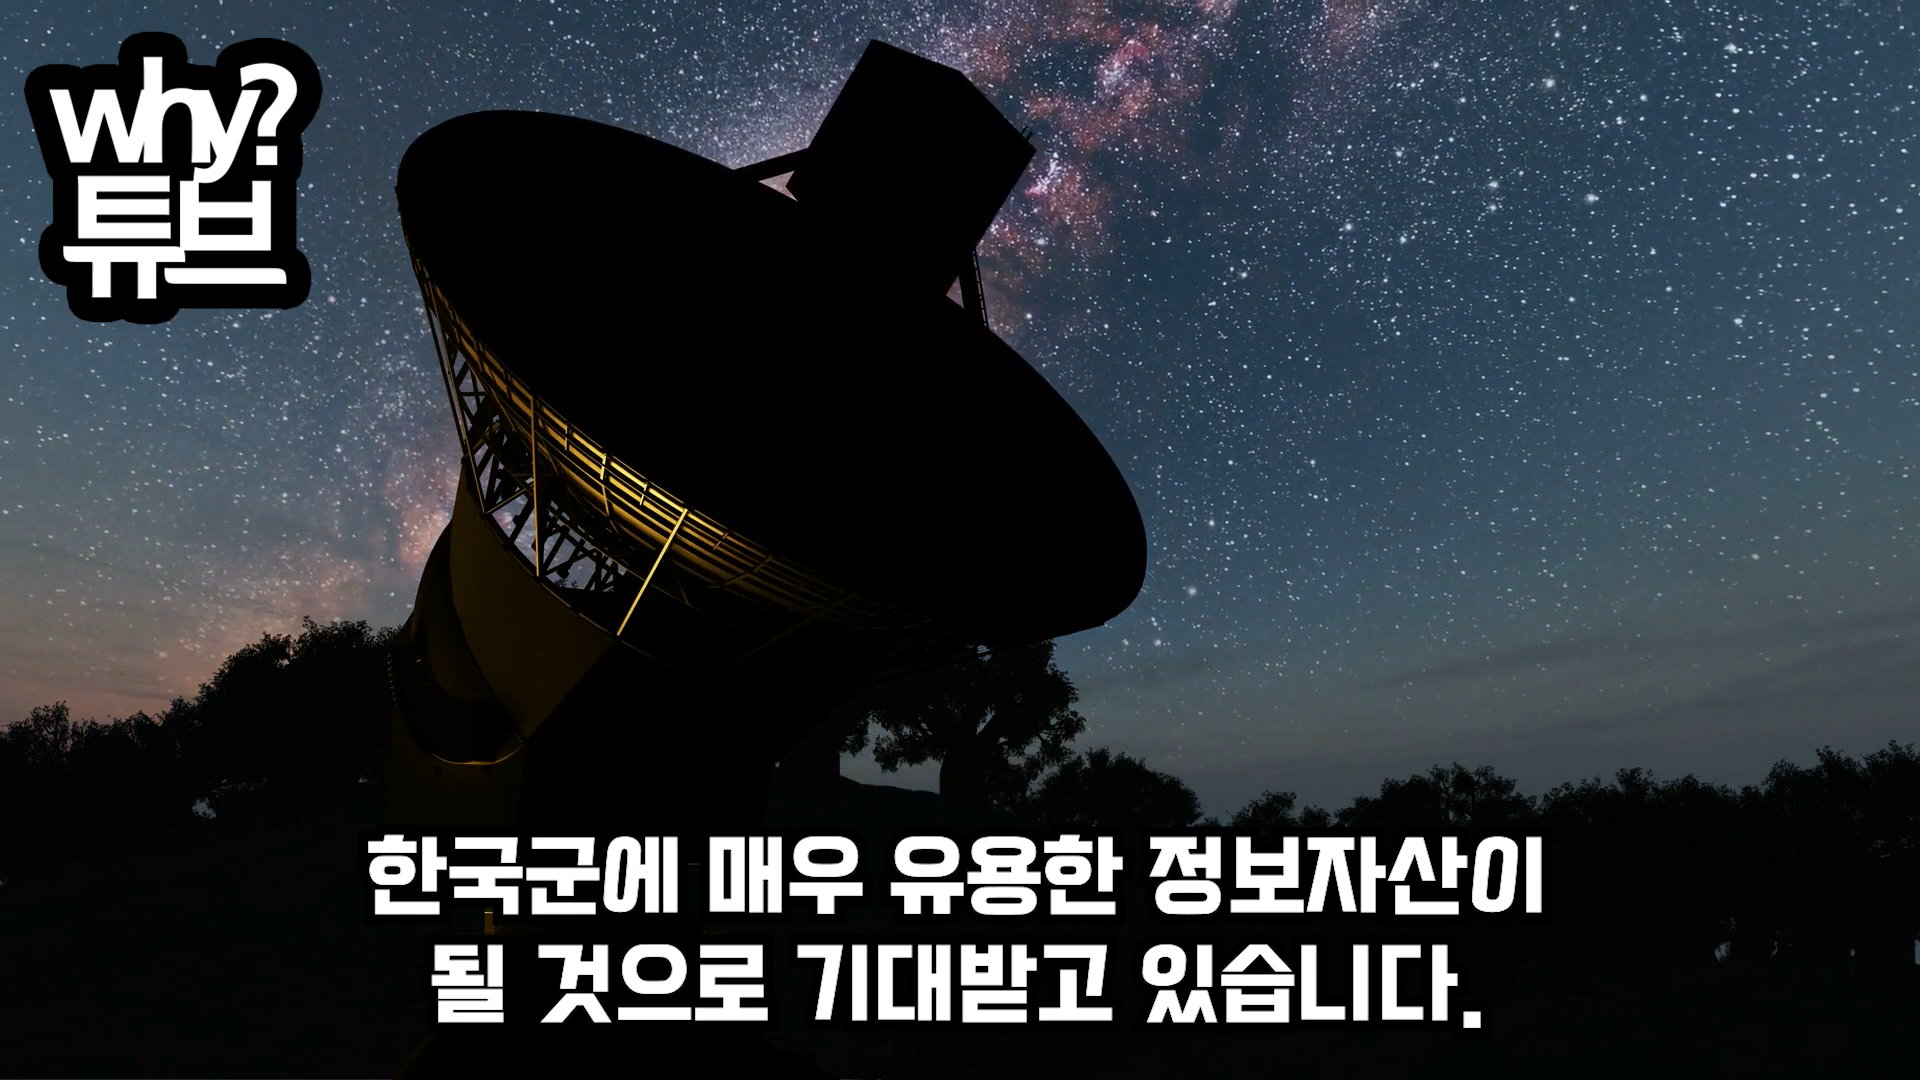 why?
튜브
한국군에 매우 유용한 정보자산이
될 것으로 기대받고 있습니다.